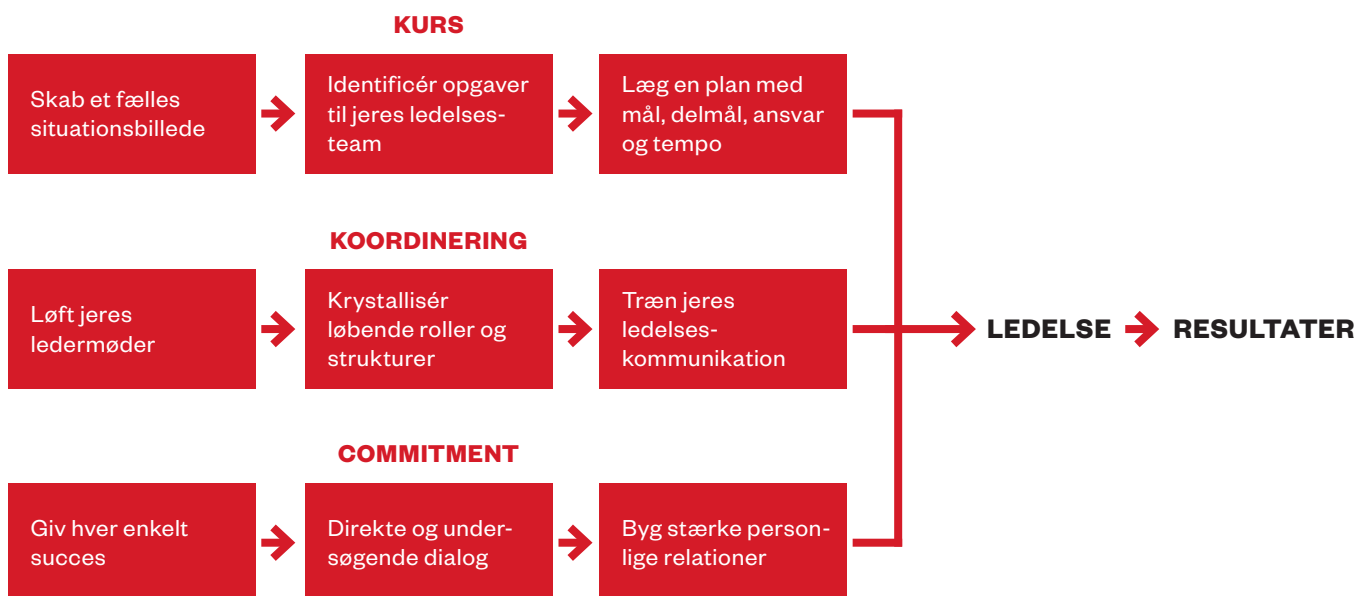 KURS
Skab et fælles
situationsbillede
Identificér opgaver
til jeres ledelses-
team
Læg en plan med
mål, delmål, ansvar
og tempo
KOORDINERING
Løft jeres
ledermøder
Krystallisér
løbende roller og
strukturer
Træn jeres
ledelses-
kommunikation
LEDELSE
RESULTATER
COMMITMENT
Giv hver enkelt
succes
Direkte og under-
søgende dialog
Byg stærke person-
lige relationer